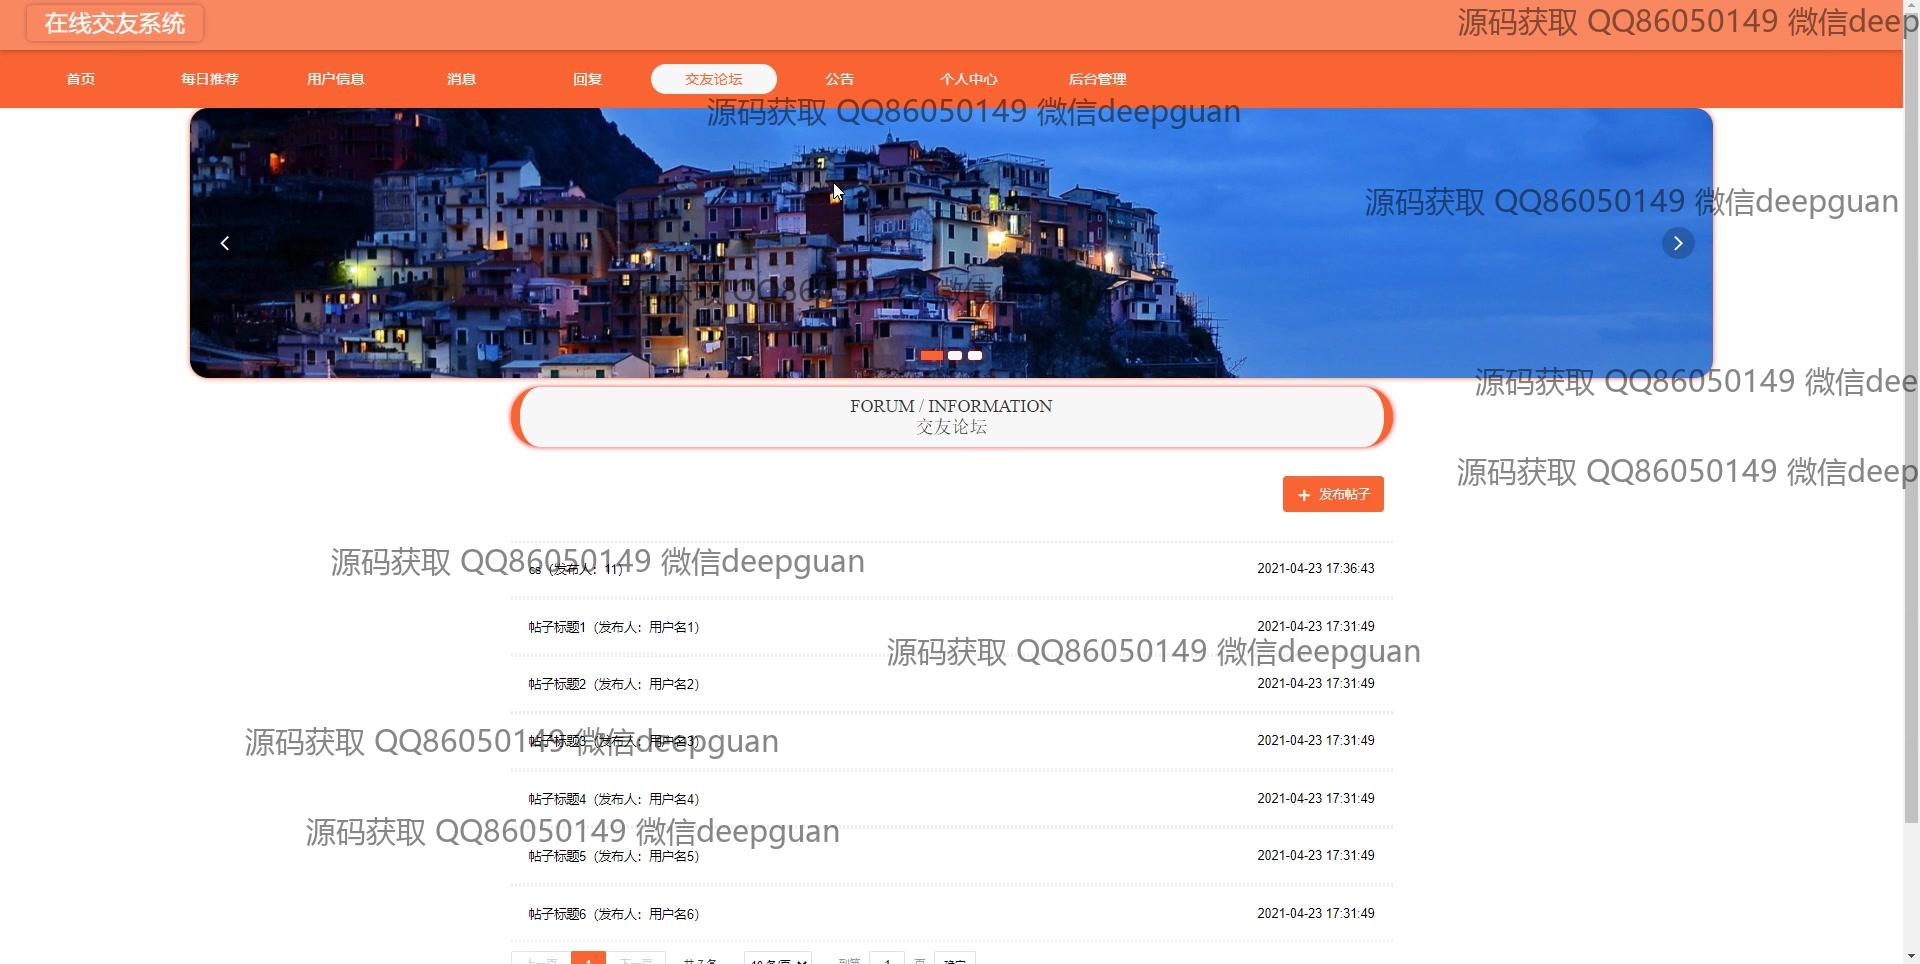 在线交友系统
源码获取 QQ86050149 微信deep
首页 每日推荐 用户信息 消息 回复 交友论坛 公告 个人中心 后台管理
源码获取 QQ86050149 微信deepguan
源码获取 QQ86050149 微信deepguan
源码获取 QQ86050149 微信dee
FORUM / INFORMATION
交友论坛
源码获取 QQ86050149 微信deep
+ 发布帖子
源码获取 QQ86050149 微信deepguan
cs（发布人：11） 2021-04-23 17:36:43
帖子标题1（发布人：用户名1） 2021-04-23 17:31:49
源码获取 QQ86050149 微信deepguan
帖子标题2（发布人：用户名2） 2021-04-23 17:31:49
源码获取 QQ86050149 微信deepguan
帖子标题3（发布人：用户名3） 2021-04-23 17:31:49
帖子标题4（发布人：用户名4） 2021-04-23 17:31:49
源码获取 QQ86050149 微信deepguan
帖子标题5（发布人：用户名5） 2021-04-23 17:31:49
帖子标题6（发布人：用户名6） 2021-04-23 17:31:49